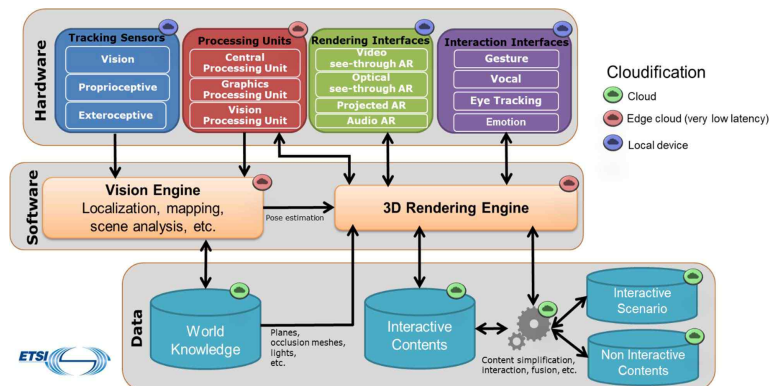 Hardware
Tracking Sensors
Vision
Proprioceptive
Exteroceptive
Processing Units
Central
Processing Unit
Graphics
Processing Unit
Vision
Processing Unit
Rendering Interfaces
Video
see-through AR
Optical
see-through AR
Projected AR
Audio AR
Interaction Interfaces
Gesture
Vocal
Eye Tracking
Emotion
Cloudification
Cloud
Edge cloud (very low latency)
Local device
Software
Vision Engine
Localization, mapping,
scene analysis, etc.
Pose estimation
3D Rendering Engine
Data
World
Knowledge
Planes,
occlusion meshes,
lights,
etc.
Interactive
Contents
Content simplification,
interaction, fusion, etc.
Interactive
Scenario
Non Interactive
Contents
ETSI